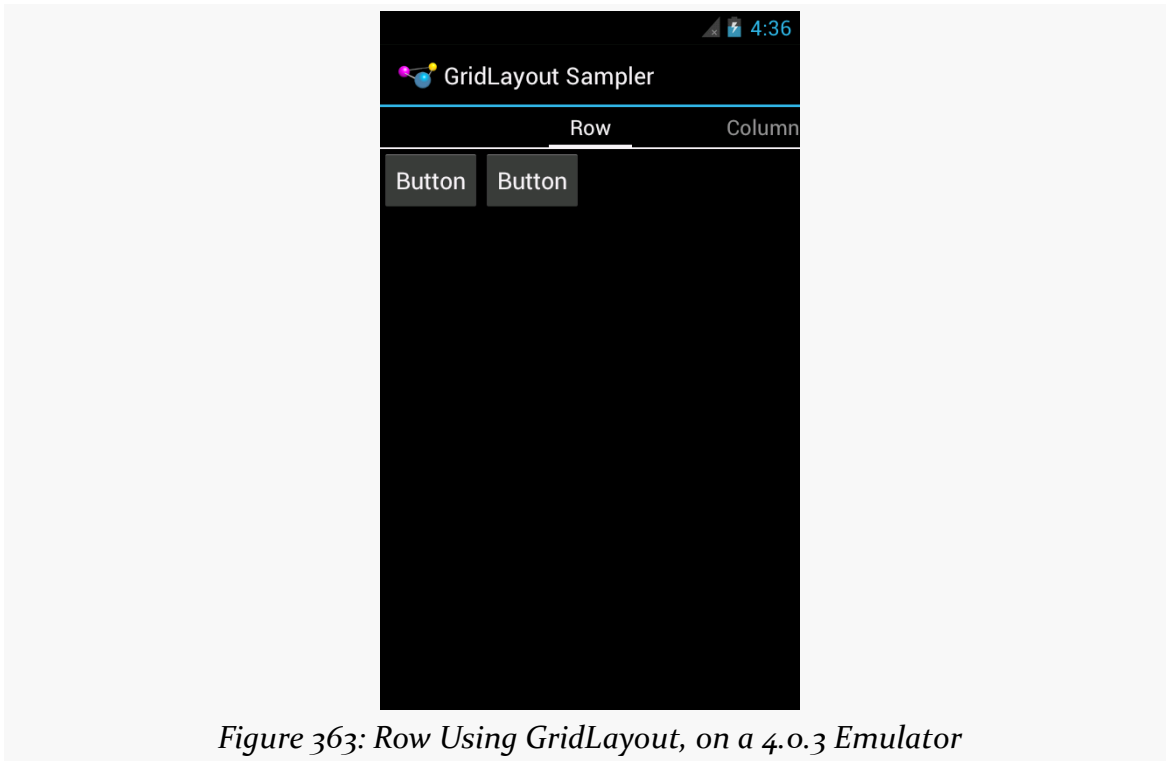 4:36
GridLayout Sampler
Row Column
Button Button
Figure 363: Row Using GridLayout, on a 4.0.3 Emulator